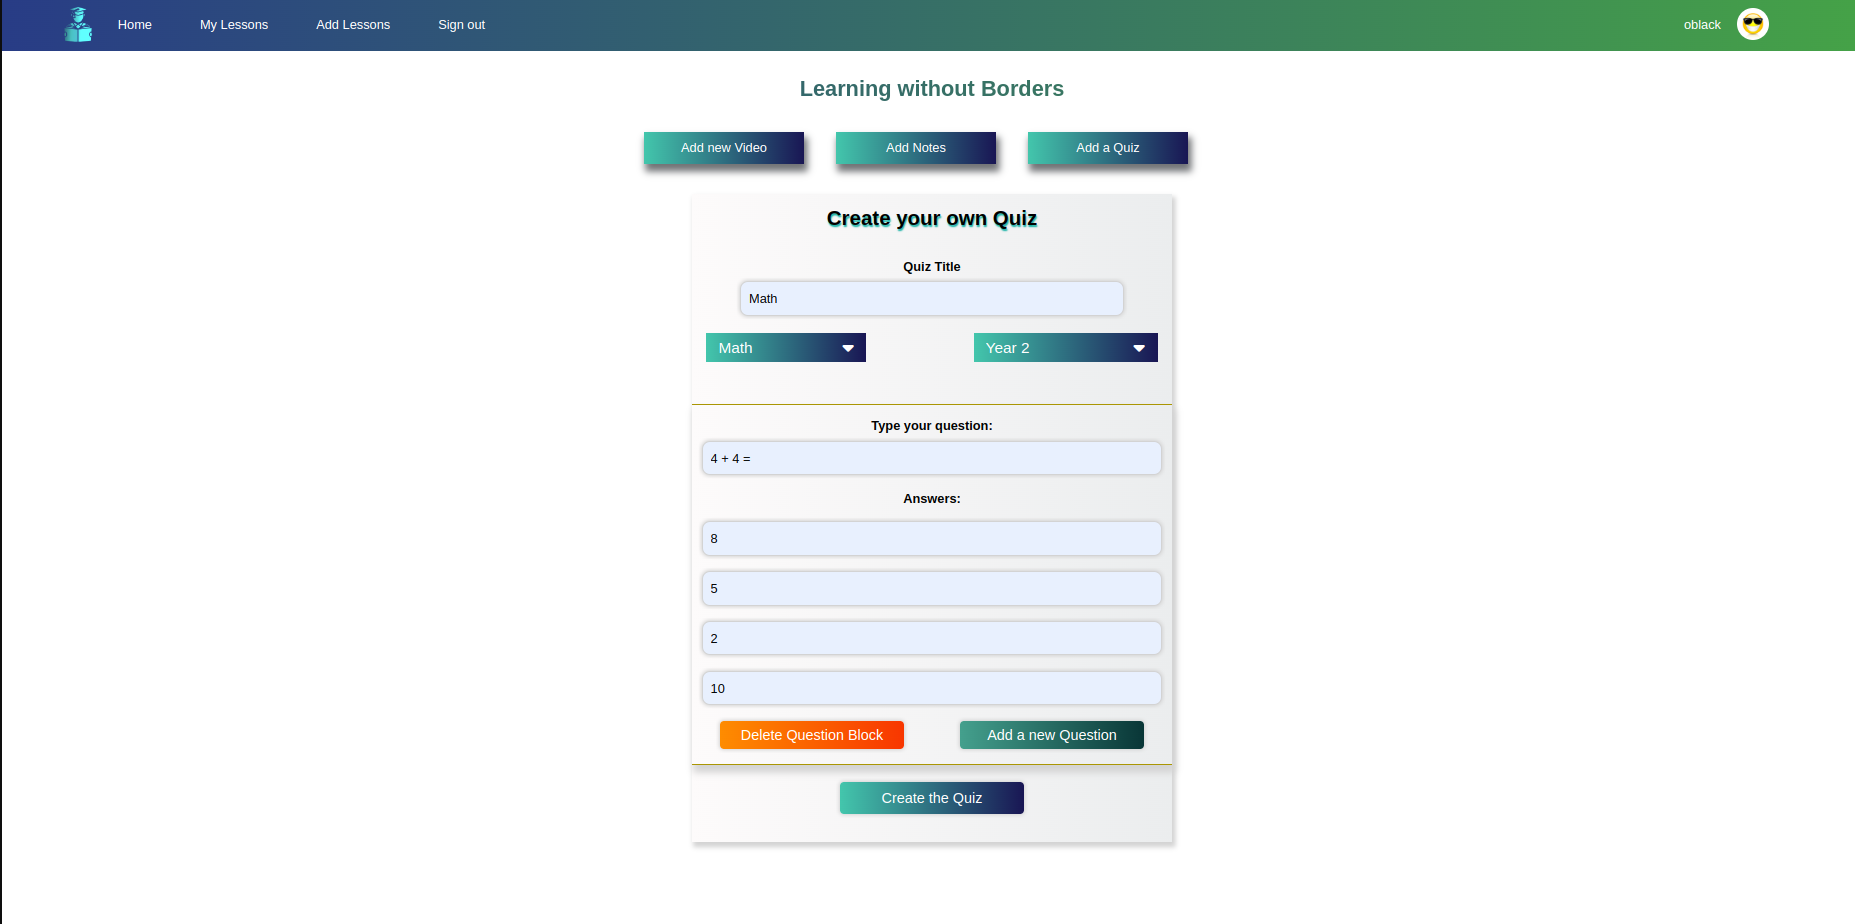 Home My Lessons Add Lessons Sign out oblack
Learning without Borders
Add new Video Add Notes Add a Quiz
Create your own Quiz
Quiz Title
Math
Math Year 2
Type your question:
4 + 4 =
Answers:
8
5
2
10
Delete Question Block Add a new Question
Create the Quiz